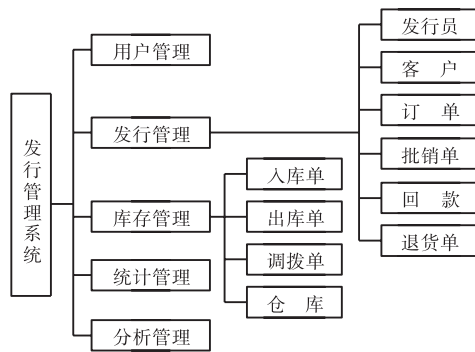 发行管理系统
用户管理
发行管理
库存管理
统计管理
分析管理
入库单
出库单
调拨单
仓　库
发行员
客　户
订　单
批销单
回　款
退货单